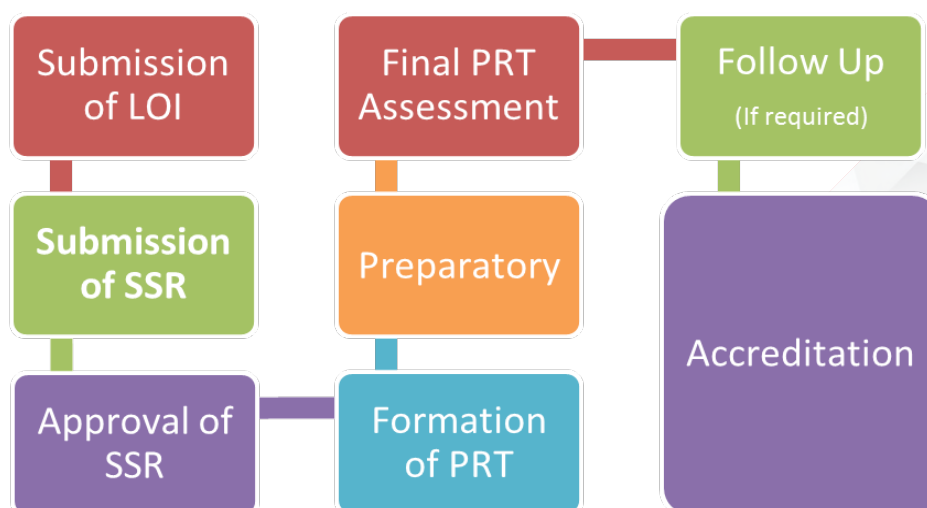 Submission
of LOI
Submission
of SSR
Approval of
SSR
Formation
of PRT
Preparatory
Final PRT
Assessment
Follow Up
(If required)
Accreditation